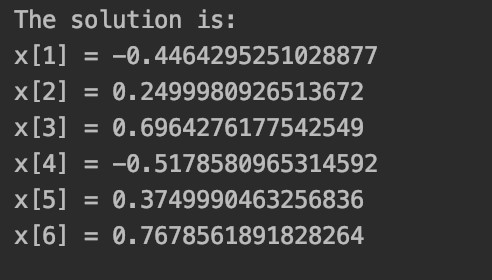 The solution is:
x[1] = -0.4464295251028877
x[2] = 0.2499980926513672
x[3] = 0.6964276177542549
x[4] = -0.5178580965314592
x[5] = 0.3749990463256836
x[6] = 0.7678561891828264